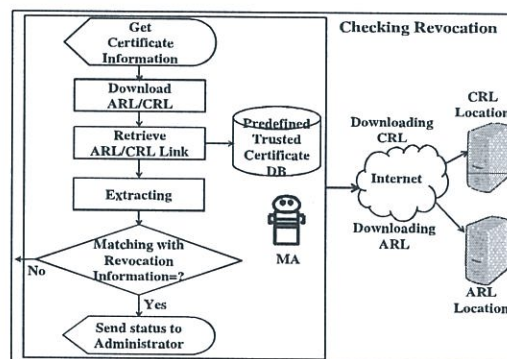 Get
Certificate
Information
Checking Revocation
Download
ARL/CRL
Retrieve
ARL/CRL Link
Predefined
Trusted
Certificate
DB
Extracting
MA
Matching with
Revocation
Information=?
No
Yes
Send status to
Administrator
Downloading
CRL
Internet
Downloading
ARL
CRL
Location
ARL
Location